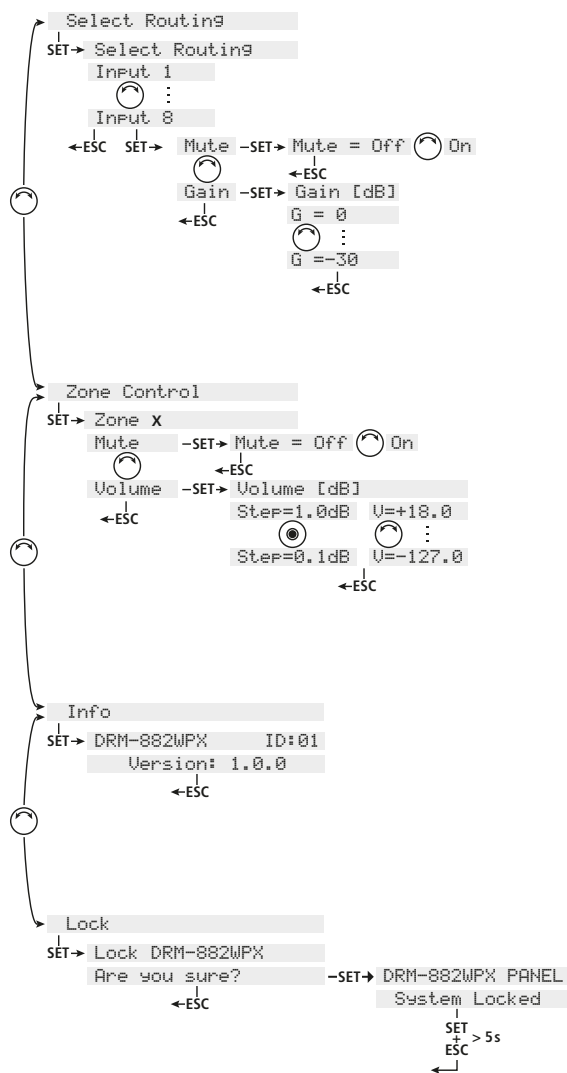 Select Routing
SET Select Routing
Input 1
Input 8
ESC SET Mute SET Mute = Off On
ESC
Gain SET Gain [dB]
ESC
G = 0
G =-30
ESC
Zone Control
SET Zone X
Mute SET Mute = Off On
ESC
Volume SET Volume [dB]
ESC
Step=1.0dB V=+18.0
Step=0.1dB V=-127.0
ESC
Info
SET DRM-882WPX ID:01
Version: 1.0.0
ESC
Lock
SET Lock DRM-882WPX
Are you sure? SET DRM-882WPX PANEL
ESC
System Locked
SET
+ > 5s
ESC